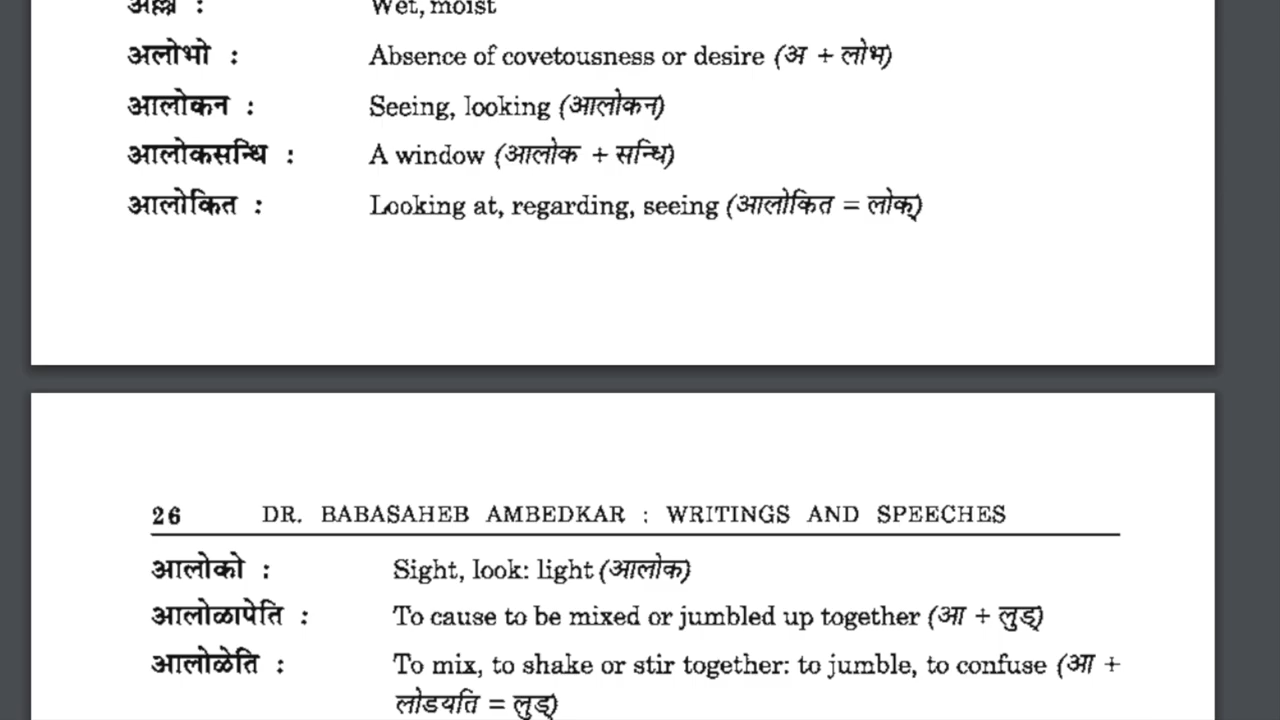 अल्ल : Wet, moist
अलोभो : Absence of covetousness or desire (अ + लोभ)
आलोकन : Seeing, looking (आलोकन)
आलोकसन्धि : A window (आलोक + सन्धि)
आलोकित : Looking at, regarding, seeing (आलोकित = लोक्)
26 DR. BABASAHEB AMBEDKAR : WRITINGS AND SPEECHES
आलोको : Sight, look: light (आलोक)
आलोळापेति : To cause to be mixed or jumbled up together (आ + लुड्)
आलोळेति : To mix, to shake or stir together: to jumble, to confuse (आ +
लोडयति = लुड्)